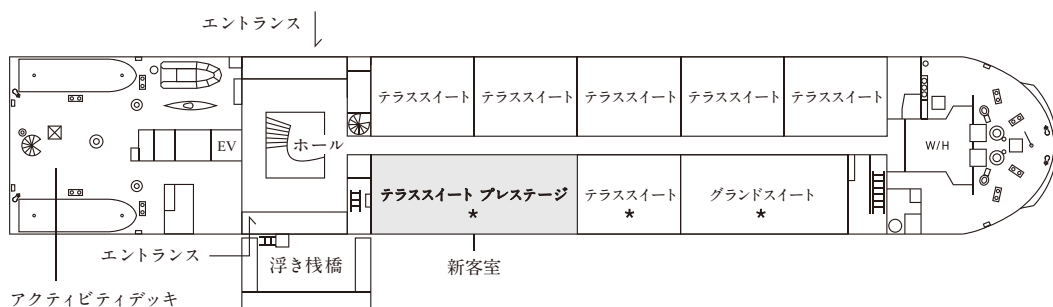 エントランス
テラススイート
テラススイート
テラススイート
テラススイート
テラススイート
EV
ホール
W/H
テラススイート プレステージ
*
テラススイート
*
グランドスイート
*
エントランス
浮き桟橋
新客室
アクティビティデッキ